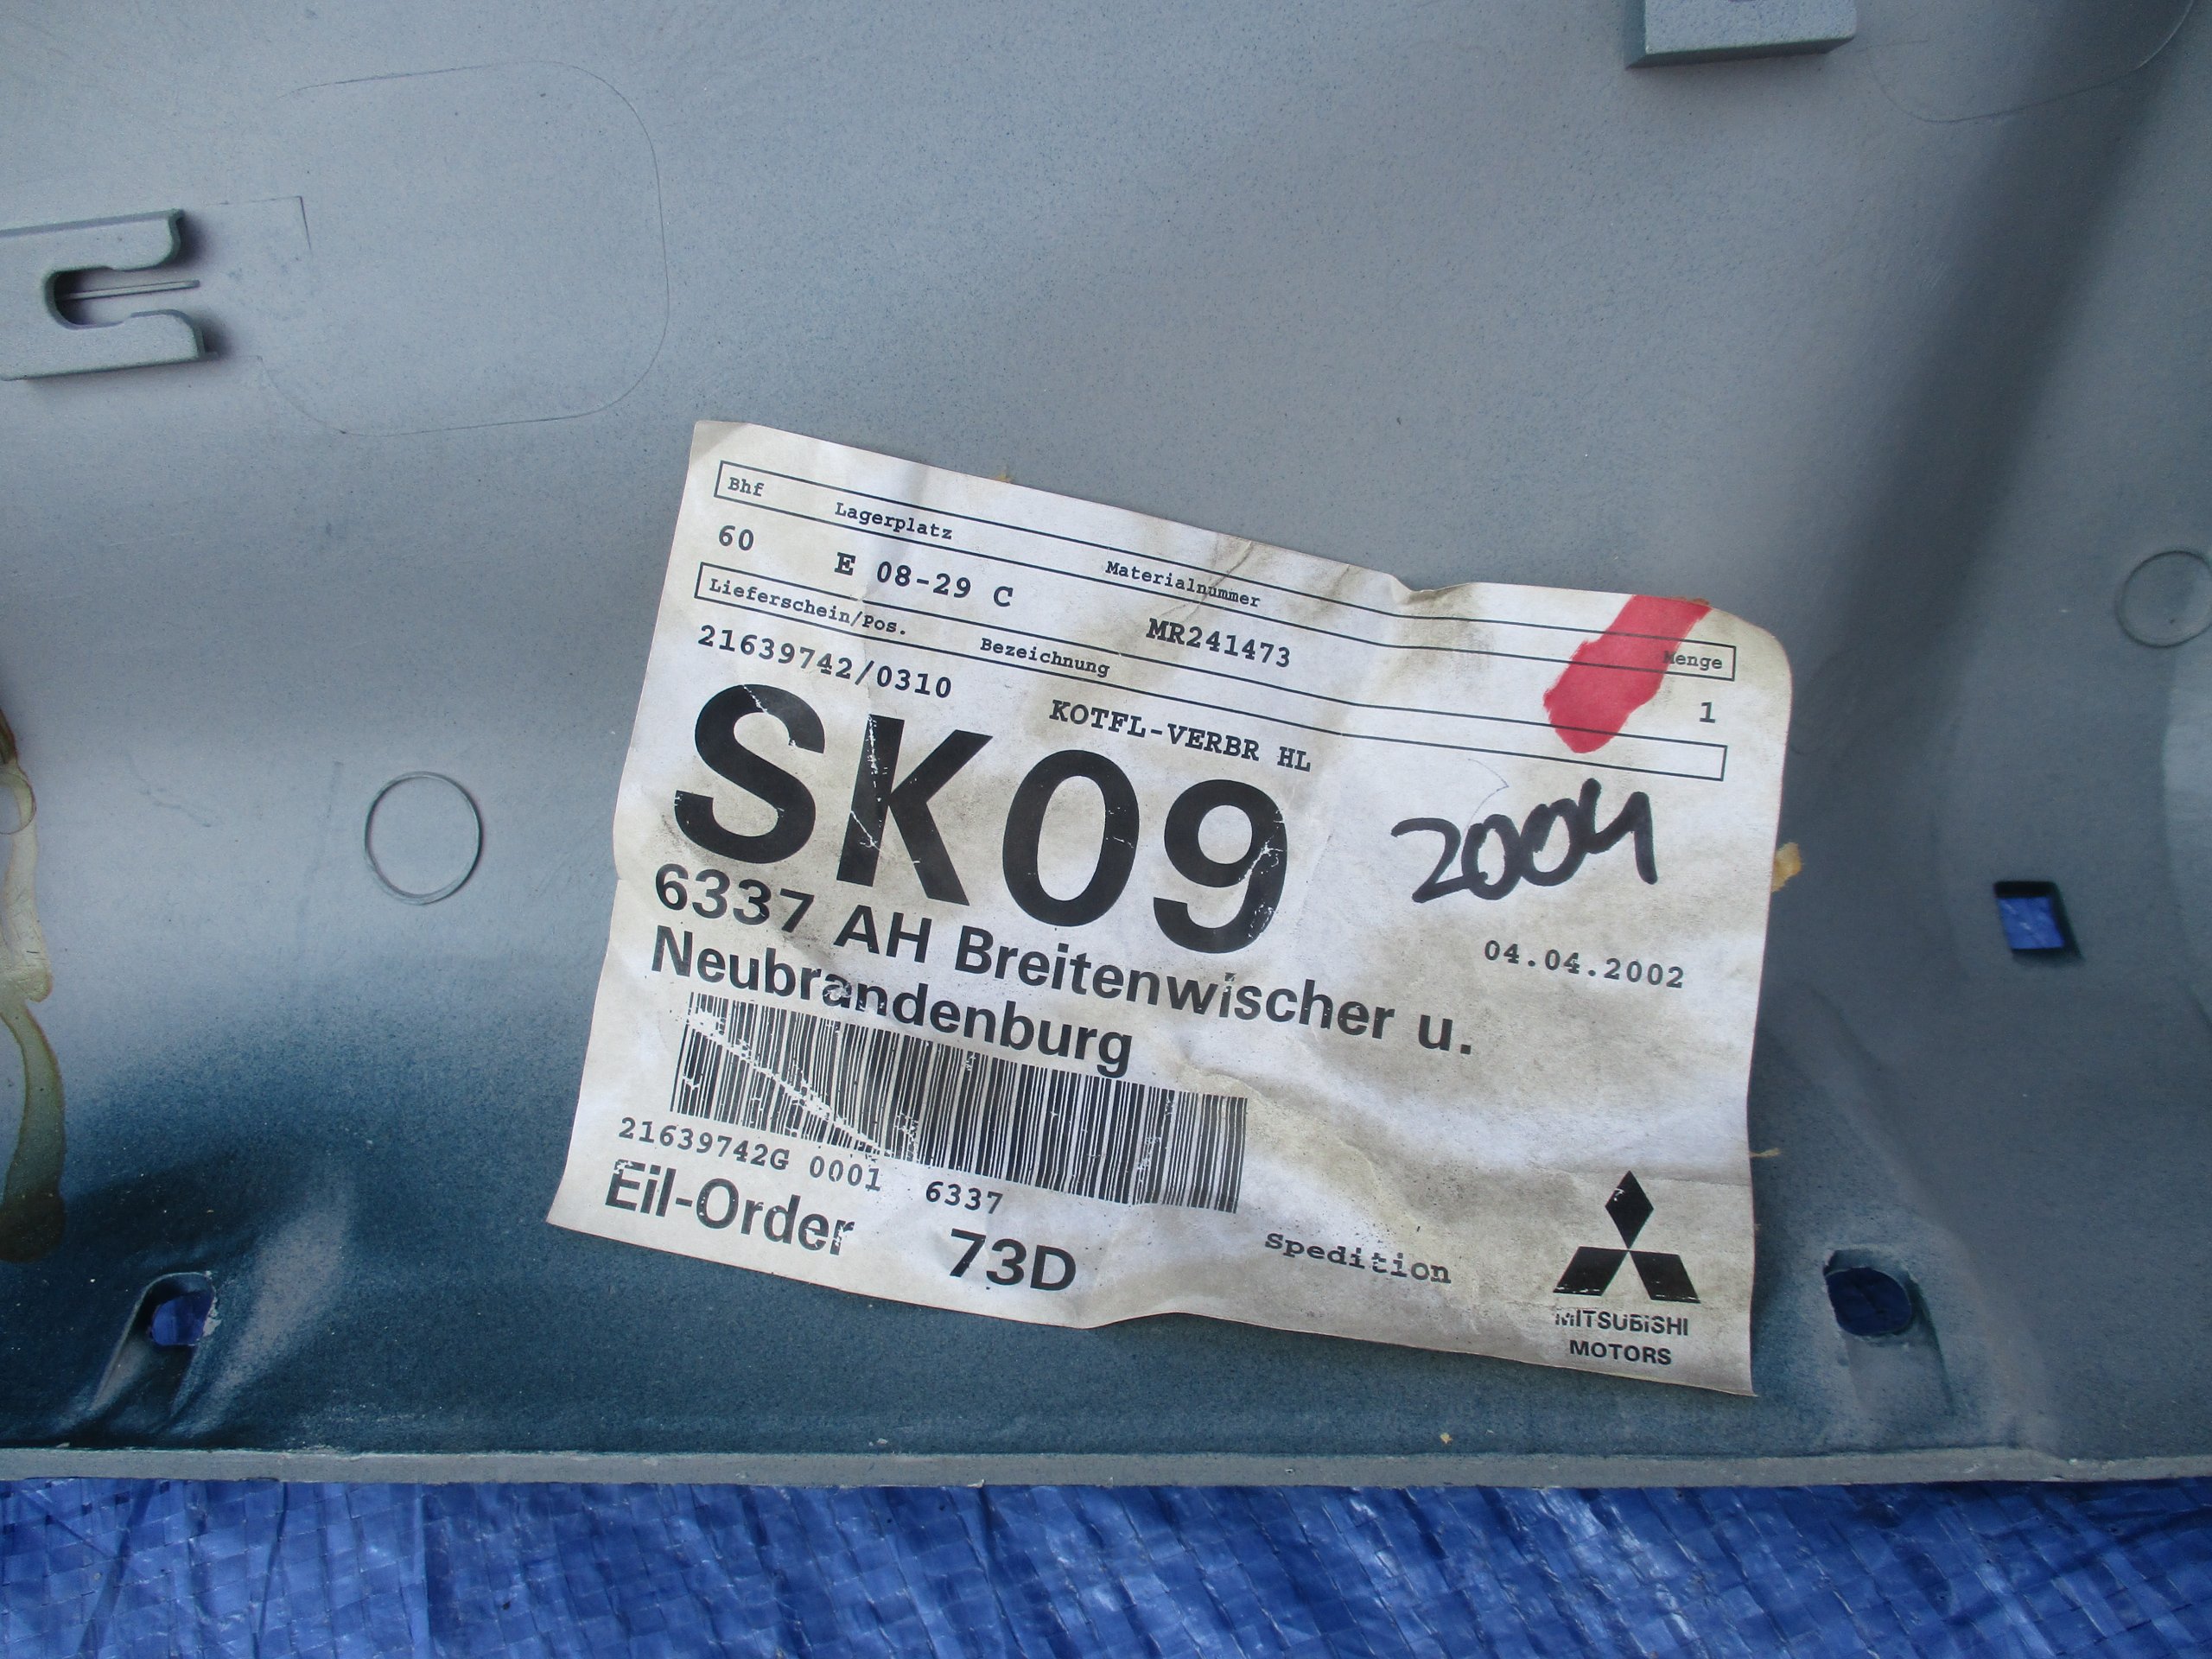 Bhf Lagerplatz Materialnummer Menge
60 E 08-29 C MR241473 1
Lieferschein/Pos. Bezeichnung
21639742/0310 KOTFL-VERBR HL
SK09 2004
6337 AH Breitenwischer u. 04.04.2002
Neubrandenburg
21639742G 0001 6337
Eil-Order 73D Spedition
MITSUBISHI
MOTORS